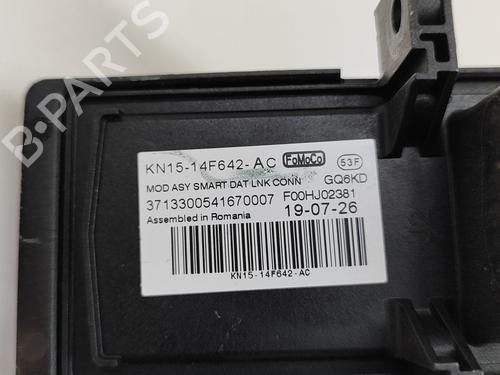 B-PARTS
KN15-14F642-AC FoMoCo 53F
MOD ASY SMART DAT LNK CONN GQ6KD
3713300541670007 F00HJ02381
Assembled in Romania 19-07-26
KN15-14F642-AC